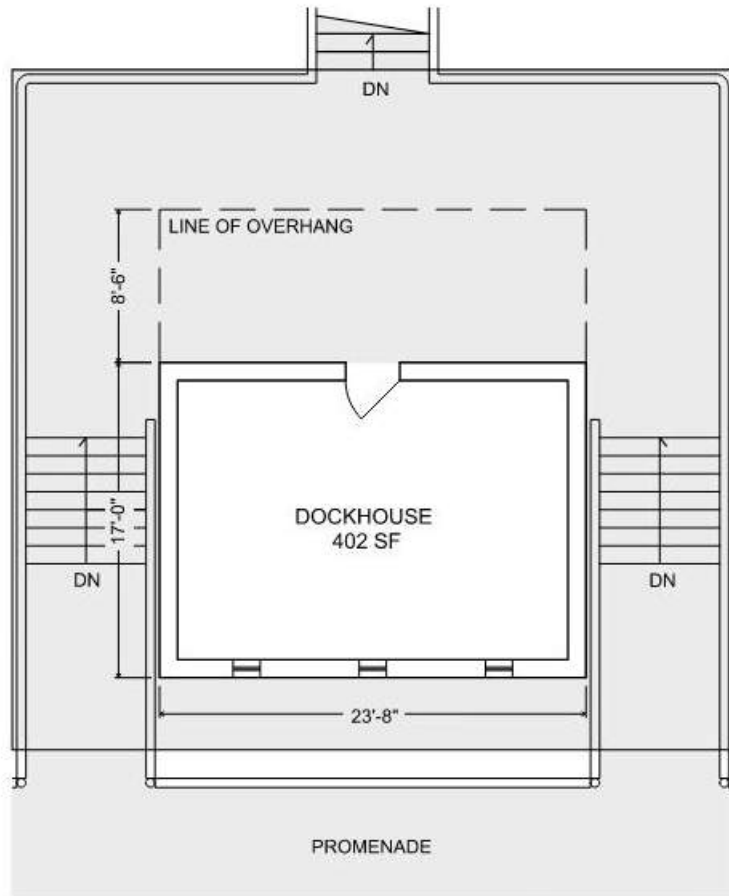 DN
LINE OF OVERHANG
8'-6"
17'-0"
DOCKHOUSE
402 SF
DN
DN
23'-8"
PROMENADE